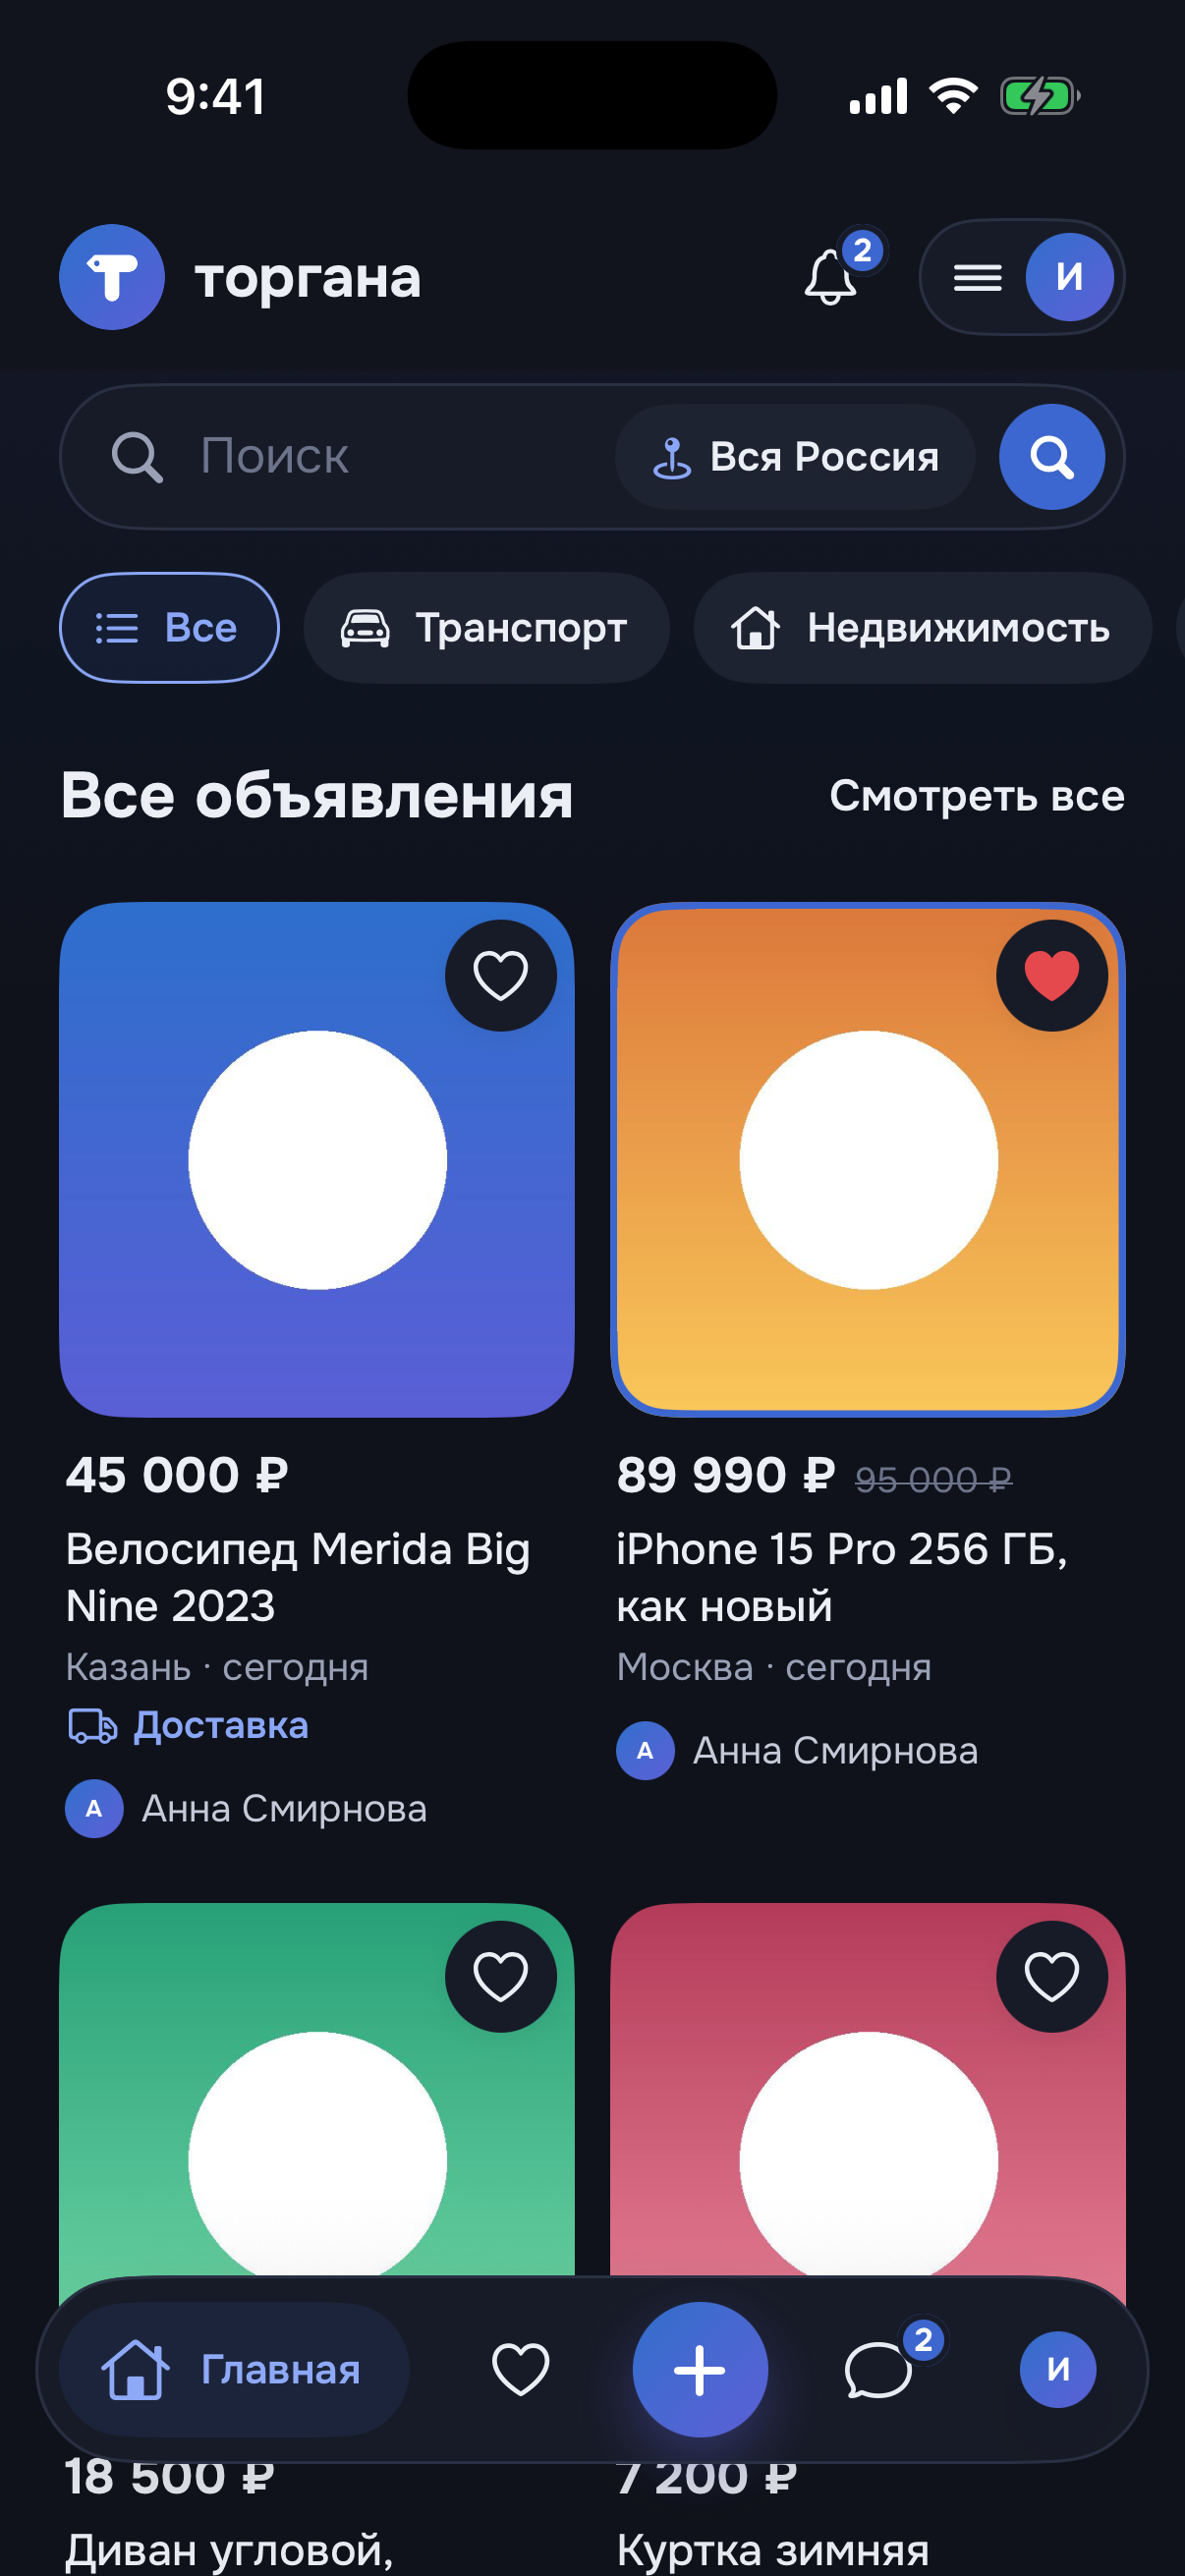 9:41
торгана
2
И
Поиск
Вся Россия
Все
Транспорт
Недвижимость
Все объявления
Смотреть все
45 000 ₽
Велосипед Merida Big
Nine 2023
Казань · сегодня
Доставка
А
Анна Смирнова
89 990 ₽ 95 000 ₽
iPhone 15 Pro 256 ГБ,
как новый
Москва · сегодня
А
Анна Смирнова
18 500 ₽
Диван угловой,
7 200 ₽
Куртка зимняя
Главная
2
И